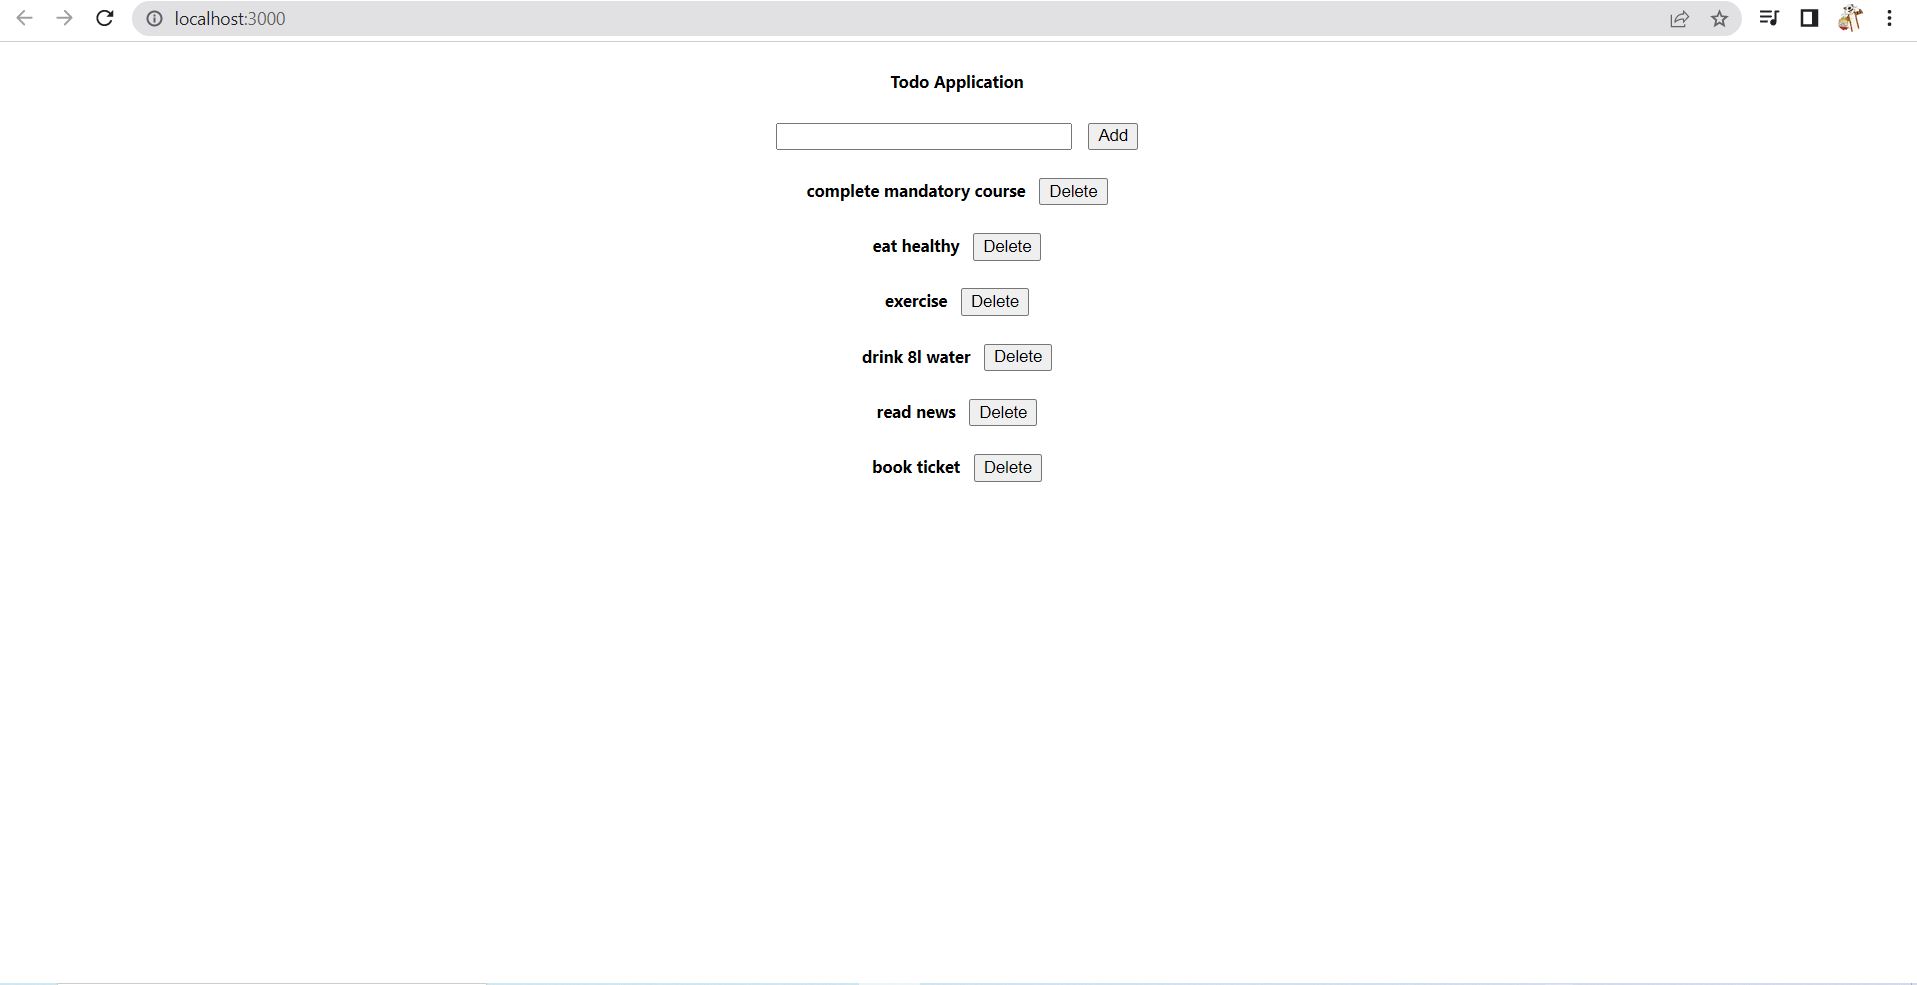 localhost:3000
Todo Application
Add
complete mandatory course Delete
eat healthy Delete
exercise Delete
drink 8l water Delete
read news Delete
book ticket Delete